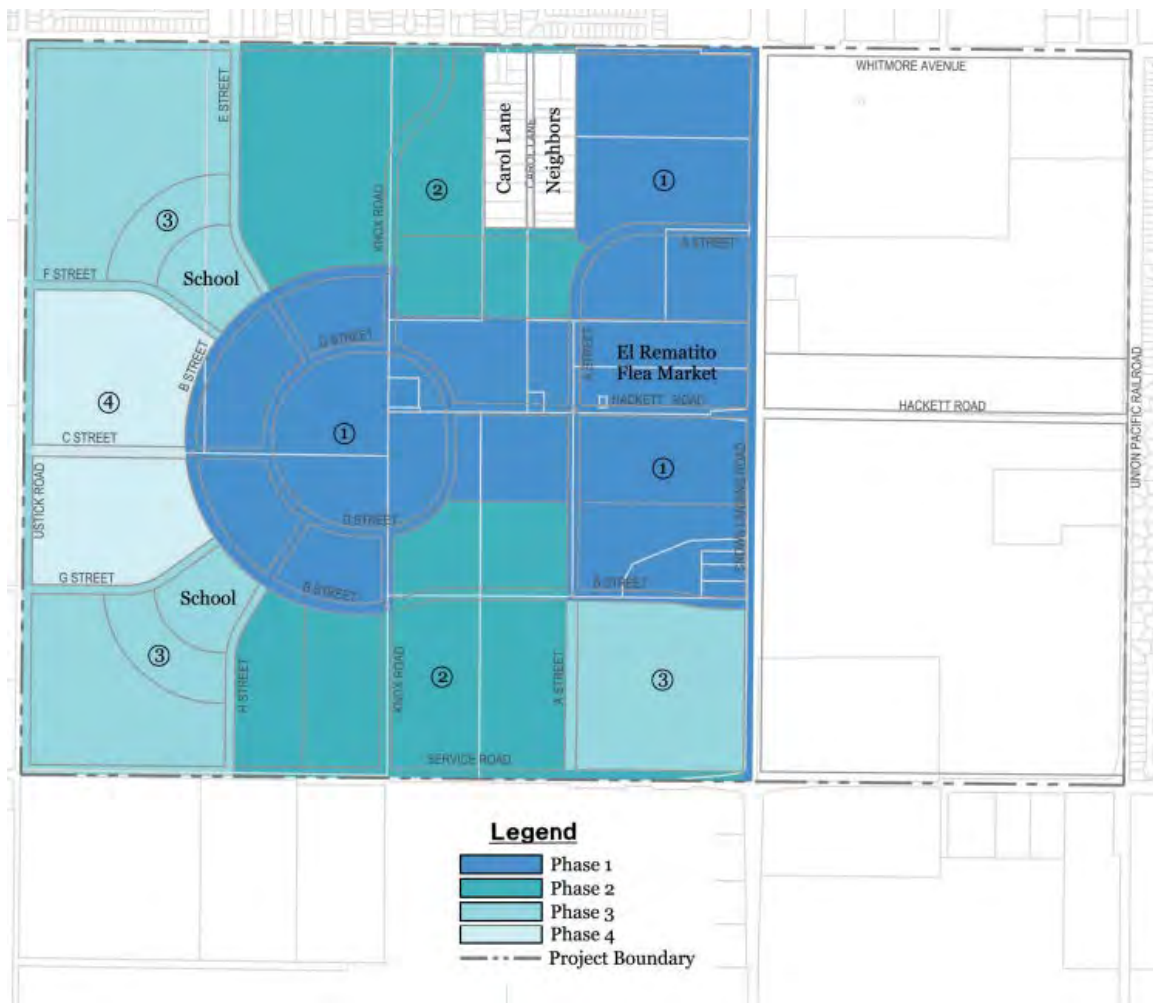 WHITMORE AVENUE
E STREET
Carol Lane
CAROL LANE
Neighbors
KNOX ROAD
②
①
③
School
F STREET
A STREET
B STREET
D STREET
A STREET
El Rematito
Flea Market
HACKETT ROAD
HACKETT ROAD
UNION PACIFIC RAILROAD
④
①
①
C STREET
USTICK ROAD
CROWS LANDING ROAD
D STREET
G STREET
School
B STREET
B STREET
③
H STREET
KNOX ROAD
②
A STREET
③
SERVICE ROAD
Legend
Phase 1
Phase 2
Phase 3
Phase 4
Project Boundary